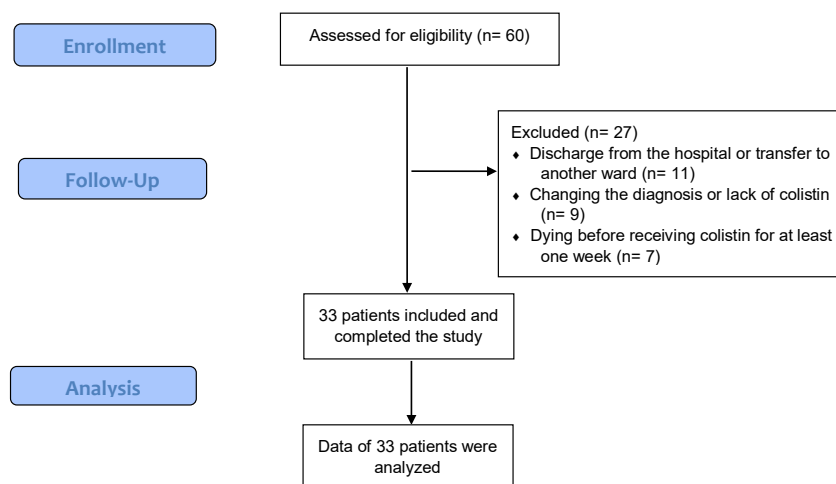 Enrollment
Assessed for eligibility (n= 60)
Excluded (n= 27)
♦ Discharge from the hospital or transfer to
another ward (n= 11)
♦ Changing the diagnosis or lack of colistin
(n= 9)
♦ Dying before receiving colistin for at least
one week (n= 7)
Follow-Up
33 patients included and
completed the study
Analysis
Data of 33 patients were
analyzed